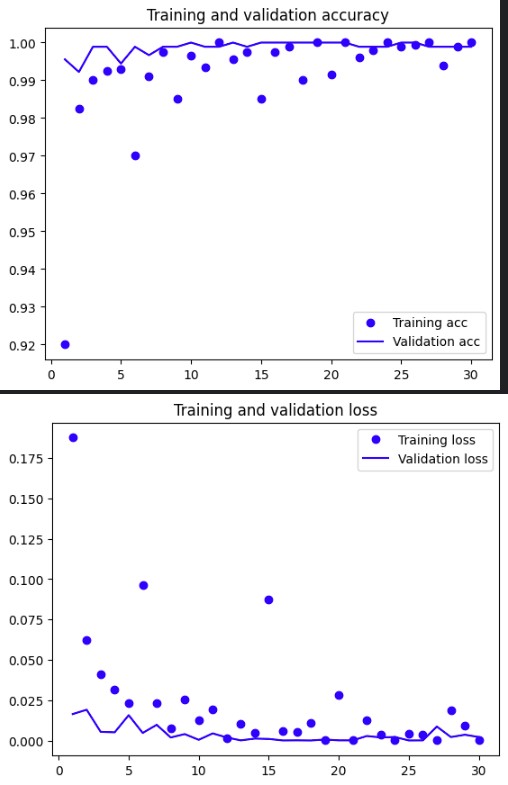 Training and validation accuracy
1.00
0.99
0.98
0.97
0.96
0.95
0.94
0.93
0.92
Training acc
Validation acc
0 5 10 15 20 25 30
Training and validation loss
Training loss
Validation loss
0.175
0.150
0.125
0.100
0.075
0.050
0.025
0.000
0 5 10 15 20 25 30